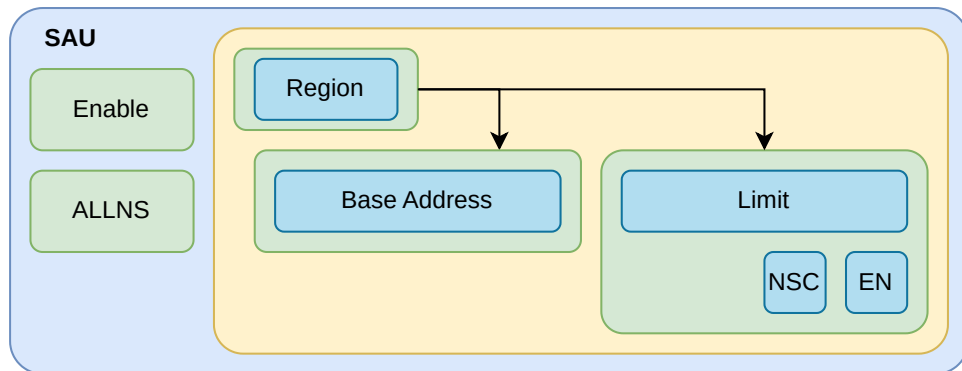 SAU
Enable
ALLNS
Region
Base Address
Limit
NSC
EN